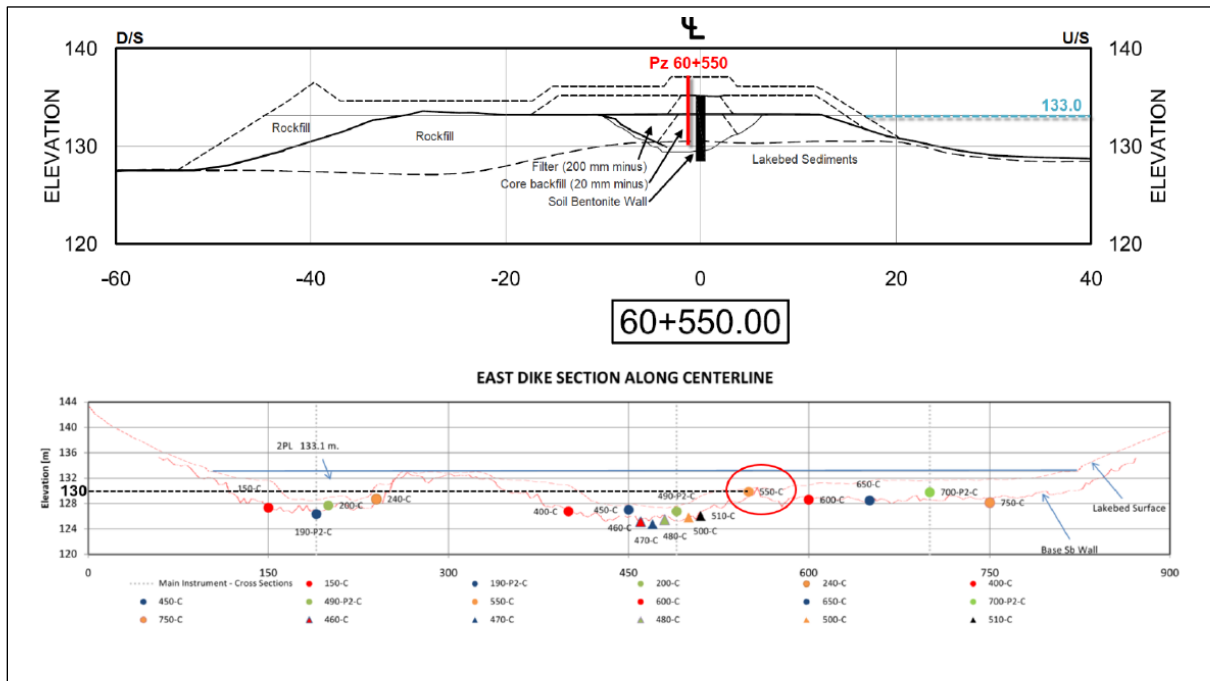 D/S
℄
U/S
140
140
Pz 60+550
133.0
Rockfill
Rockfill
ELEVATION
130
130
ELEVATION
Filter (200 mm minus)
Lakebed Sediments
Core backfill (20 mm minus)
Soil Bentonite Wall
120
120
-60
-40
-20
0
20
40
60+550.00
EAST DIKE SECTION ALONG CENTERLINE
Elevation [m]
144
140
136
132
130
128
124
120
2PL 133.1 m.
150-C
190-P2-C
200-C
240-C
400-C
450-C
460-C
470-C
480-C
490-P2-C
500-C
510-C
550-C
600-C
650-C
700-P2-C
750-C
Lakebed Surface
Base Sb Wall
0 150 300 450 600 750 900
Main Instrument - Cross Sections 150-C 190-P2-C 200-C 240-C 400-C
450-C 490-P2-C 550-C 600-C 650-C 700-P2-C
750-C 460-C 470-C 480-C 500-C 510-C